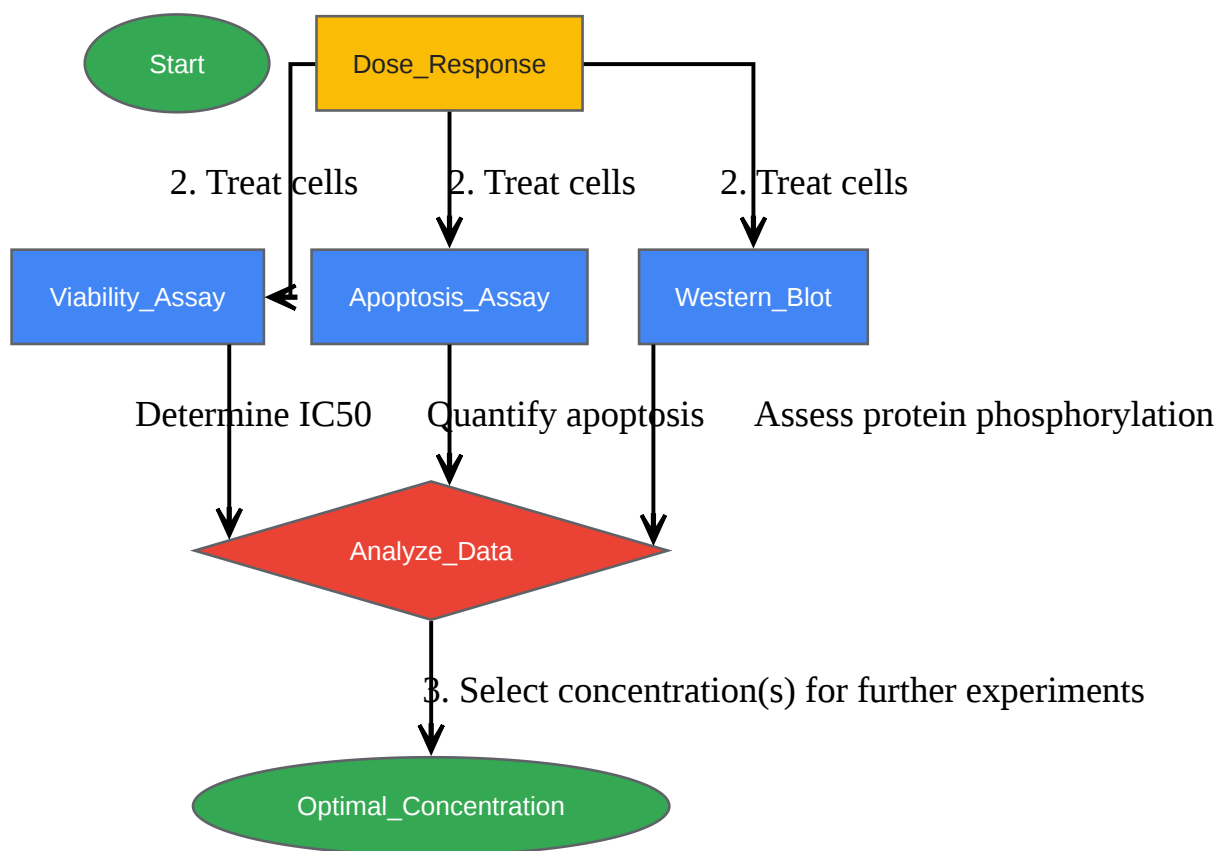 Start
Dose_Response
2. Treat cells
2. Treat cells
2. Treat cells
Viability_Assay
Apoptosis_Assay
Western_Blot
Determine IC50
Quantify apoptosis
Assess protein phosphorylation
Analyze_Data
3. Select concentration(s) for further experiments
Optimal_Concentration